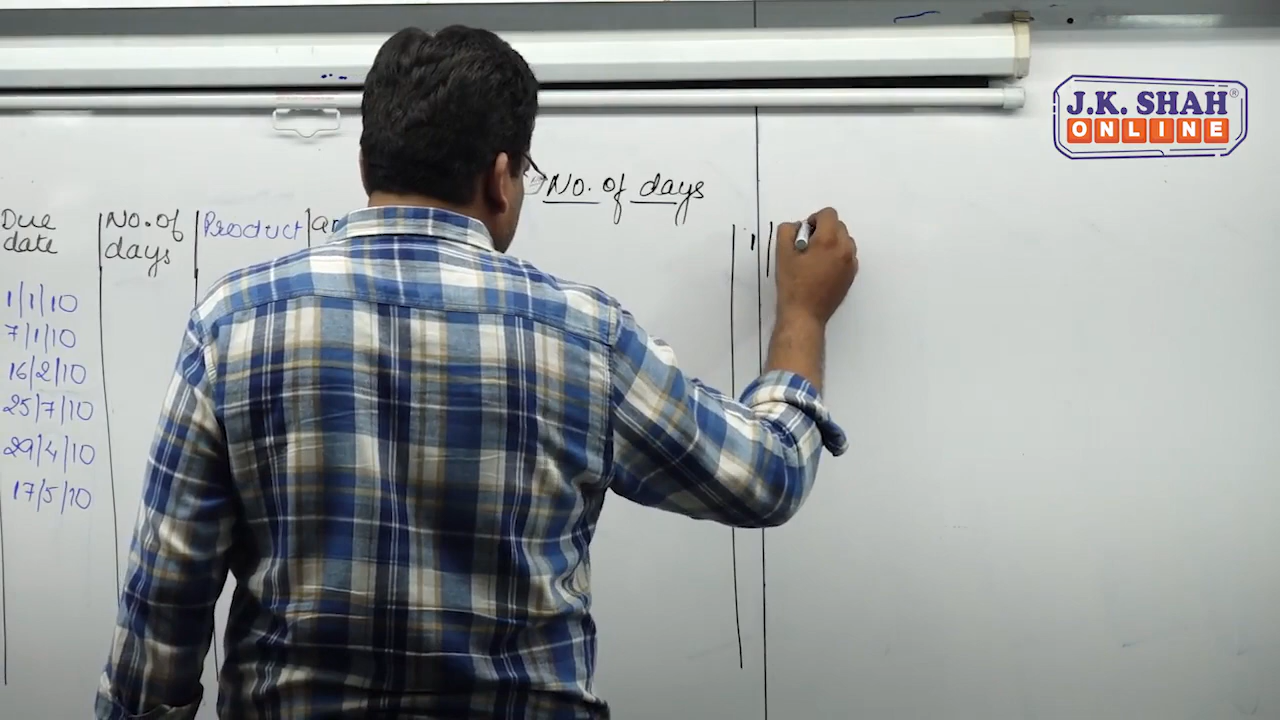 J.K. SHAH®
ONLINE
No. of days
Due date
No. of days
Product
1/1/10
7/1/10
16/2/10
25/7/10
29/4/10
17/5/10